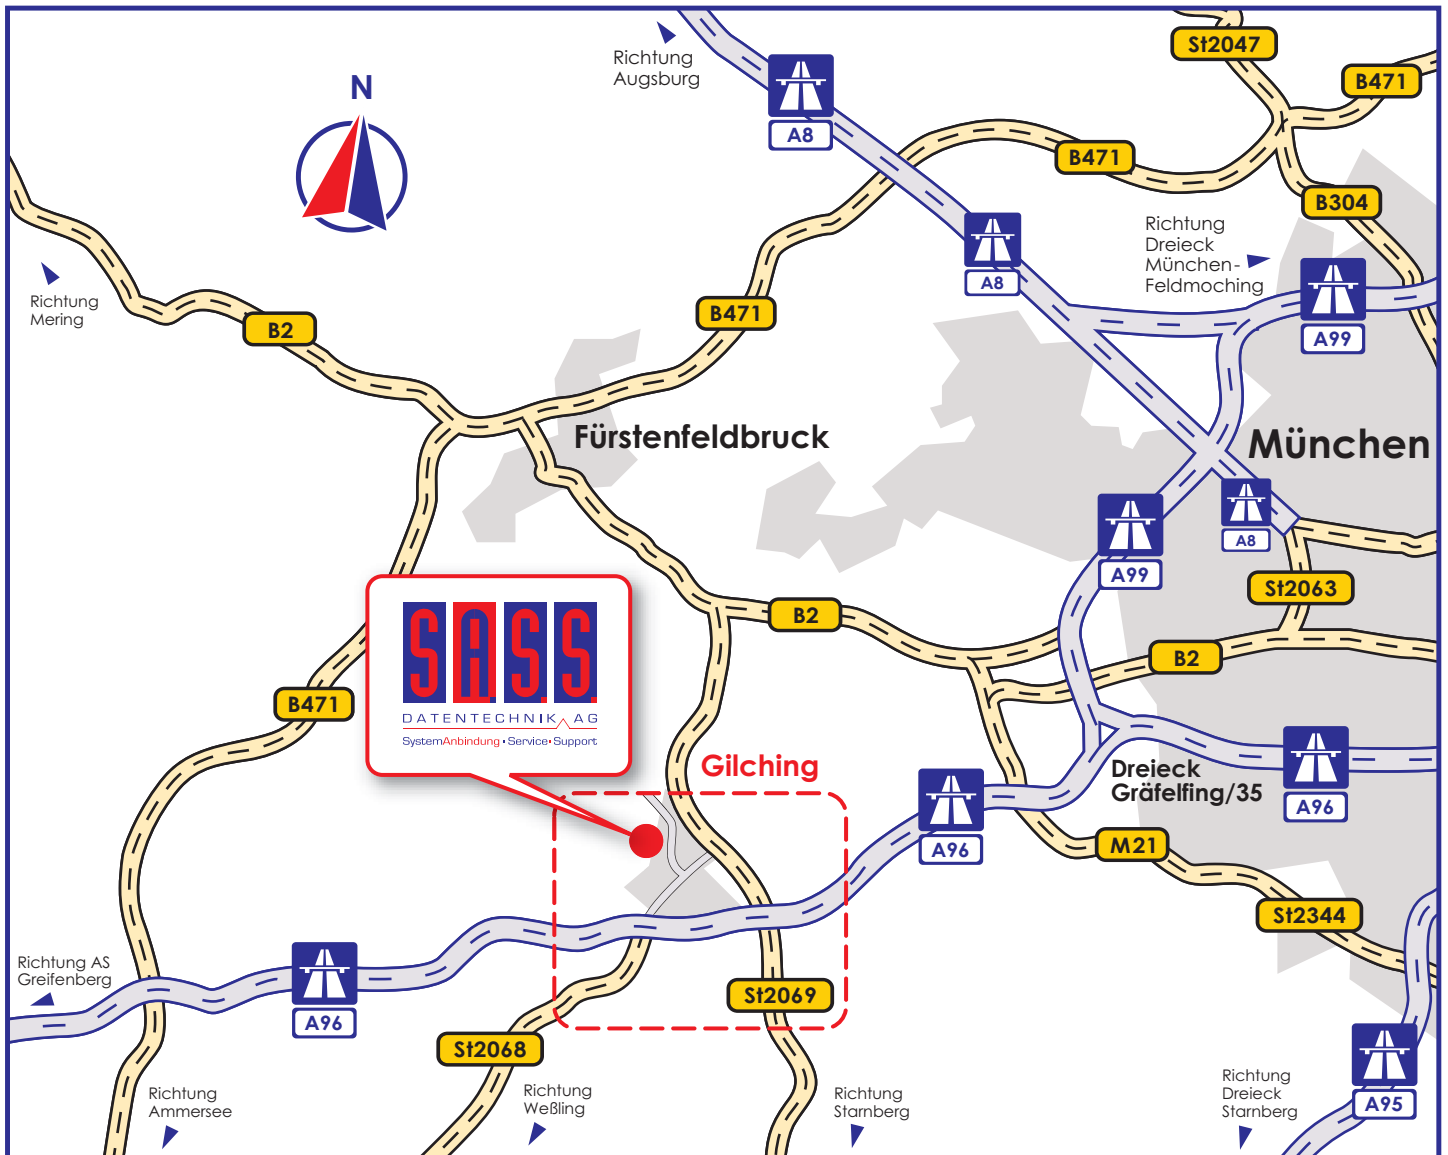 St2047
Richtung
Augsburg
B471
N
A8
B471
B304
Richtung
Dreieck
München-
Feldmoching
A8
Richtung
Mering
B2
B471
A99
Fürstenfeldbruck
München
A8
A99
St2063
B2
SASS
B2
B471
DATENTECHNIK AG
SystemAnbindung • Service • Support
Gilching
Dreieck
Gräfelfing/35
A96
A96
M21
St2344
Richtung AS
Greifenberg
St2069
A96
St2068
Richtung
Ammersee
Richtung
Weßling
Richtung
Starnberg
Richtung
Dreieck
Starnberg
A95